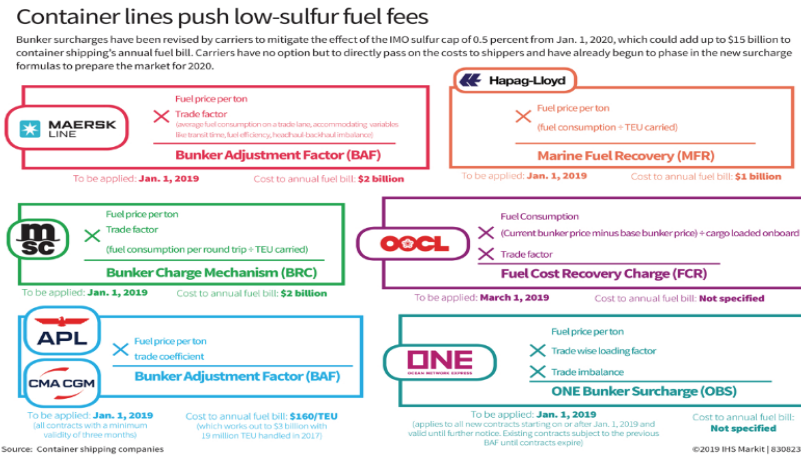 Container lines push low-sulfur fuel fees
Bunker surcharges have been revised by carriers to mitigate the effect of the IMO sulfur cap of 0.5 percent from Jan. 1, 2020, which could add up to $15 billion to
container shipping's annual fuel bill. Carriers have no option but to directly pass on the costs to shippers and have already begun to phase in the new surcharge
formulas to prepare the market for 2020.
MAERSK
LINE
Fuel price per ton
× Trade factor
(average fuel consumption on a trade lane, accommodating variables
like transit time, fuel efficiency, headhaul-backhaul imbalance)
Bunker Adjustment Factor (BAF)
To be applied: Jan. 1, 2019
Cost to annual fuel bill: $2 billion
Hapag-Lloyd
× Fuel price per ton
(fuel consumption ÷ TEU carried)
Marine Fuel Recovery (MFR)
To be applied: Jan. 1, 2019
Cost to annual fuel bill: $1 billion
msc
Fuel price per ton
× Trade factor
(fuel consumption per round trip ÷ TEU carried)
Bunker Charge Mechanism (BRC)
To be applied: Jan. 1, 2019
Cost to annual fuel bill: $2 billion
OOCL
Fuel Consumption
× (Current bunker price minus base bunker price) ÷ cargo loaded onboard
× Trade factor
Fuel Cost Recovery Charge (FCR)
To be applied: March 1, 2019
Cost to annual fuel bill: Not specified
APL
CMA CGM
× Fuel price per ton
trade coefficient
Bunker Adjustment Factor (BAF)
To be applied: Jan. 1, 2019
(all contracts with a minimum
validity of three months)
Cost to annual fuel bill: $160/TEU
(which works out to $3 billion with
19 million TEU handled in 2017)
ONE
OCEAN NETWORK EXPRESS
Fuel price per ton
× Trade wise loading factor
× Trade imbalance
ONE Bunker Surcharge (OBS)
To be applied: Jan. 1, 2019
(applies to all new contracts starting on or after Jan. 1, 2019 and
valid until further notice. Existing contracts subject to the previous
BAF until contracts expire)
Cost to annual fuel bill:
Not specified
Source: Container shipping companies
©2019 IHS Markit | 830823